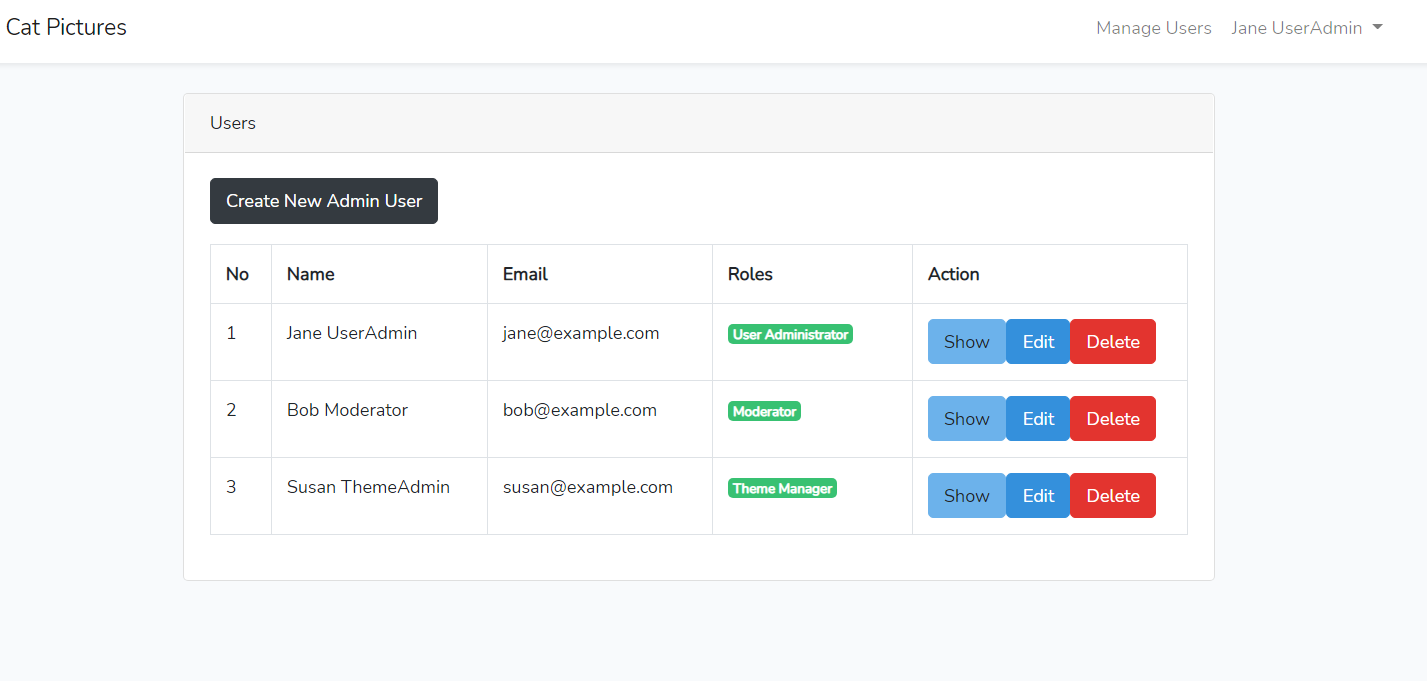 Cat Pictures Manage Users Jane UserAdmin
Users
Create New Admin User
No Name Email Roles Action
1 Jane UserAdmin jane@example.com User Administrator Show Edit Delete
2 Bob Moderator bob@example.com Moderator Show Edit Delete
3 Susan ThemeAdmin susan@example.com Theme Manager Show Edit Delete